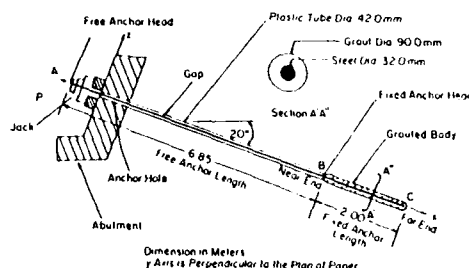 Free Anchor Head
Plastic Tube Dia 42.0mm
Grout Dia 90.0mm
Steel Dia 32.0mm
A
z
Gap
Section A'A"
Fixed Anchor Head
P
Jack
20°
Grouted Body
B
A"
6.85
Free Anchor Length
Near End
C
x
Anchor Hole
A'
Far End
2.00
Fixed Anchor
Length
Abutment
Dimension in Meters
y Axis is Perpendicular to the Plan of Paper